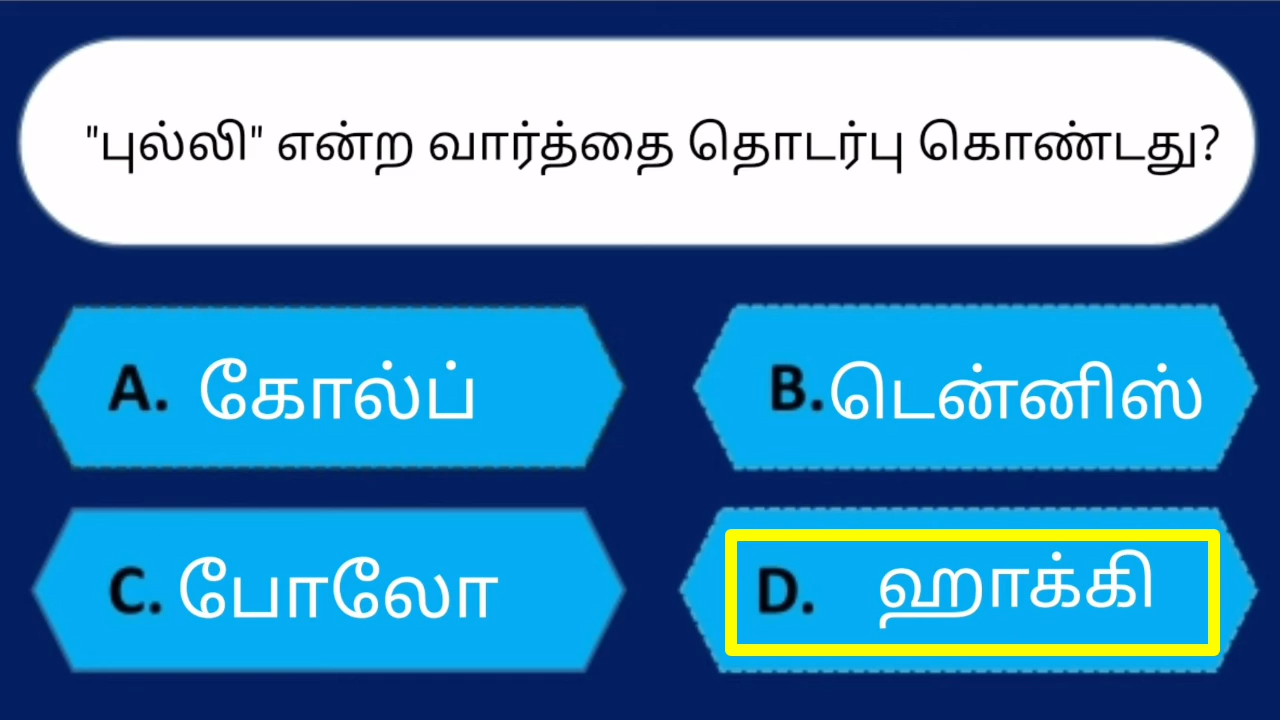 "புல்லி" என்ற வார்த்தை தொடர்பு கொண்டது?
A. கோல்ப்
B. டென்னிஸ்
C. போலோ
D. ஹாக்கி